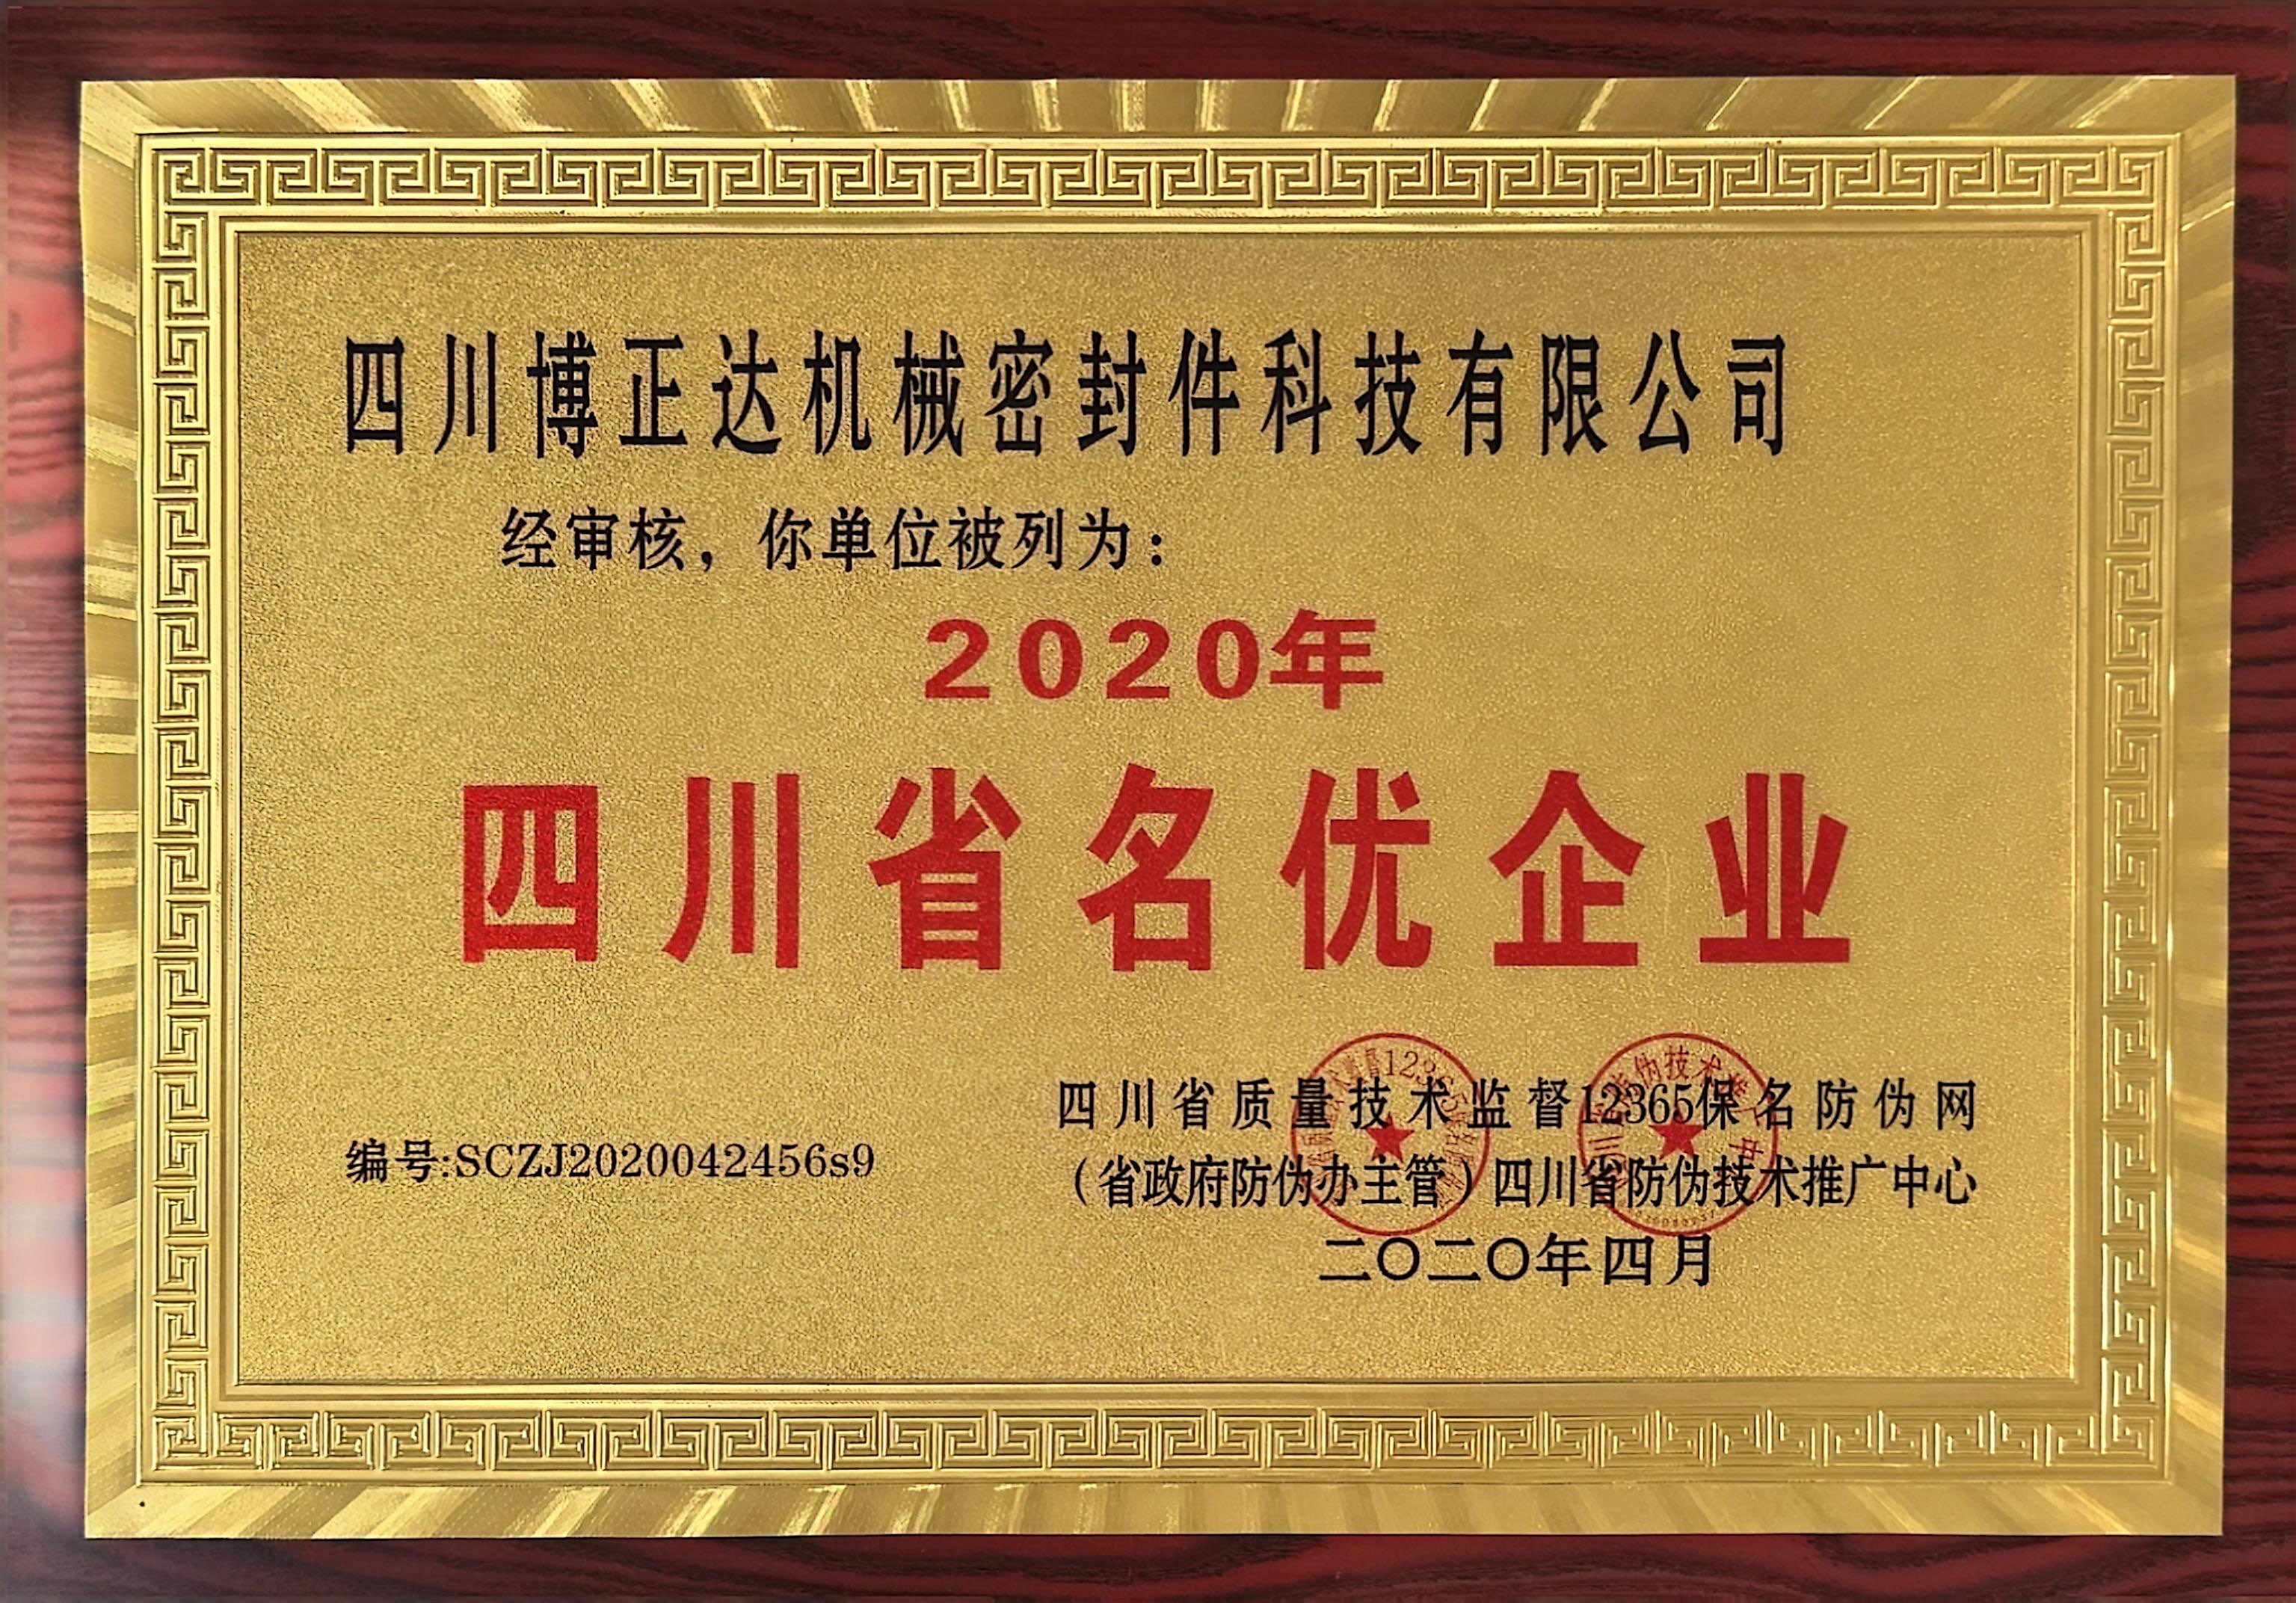 四川博正达机械密封件科技有限公司
经审核，你单位被列为：
2020年
四川省名优企业
编号:SCZJ2020042456s9
四川省质量技术监督12365保名防伪网
（省政府防伪办主管）四川省防伪技术推广中心
二〇二〇年四月